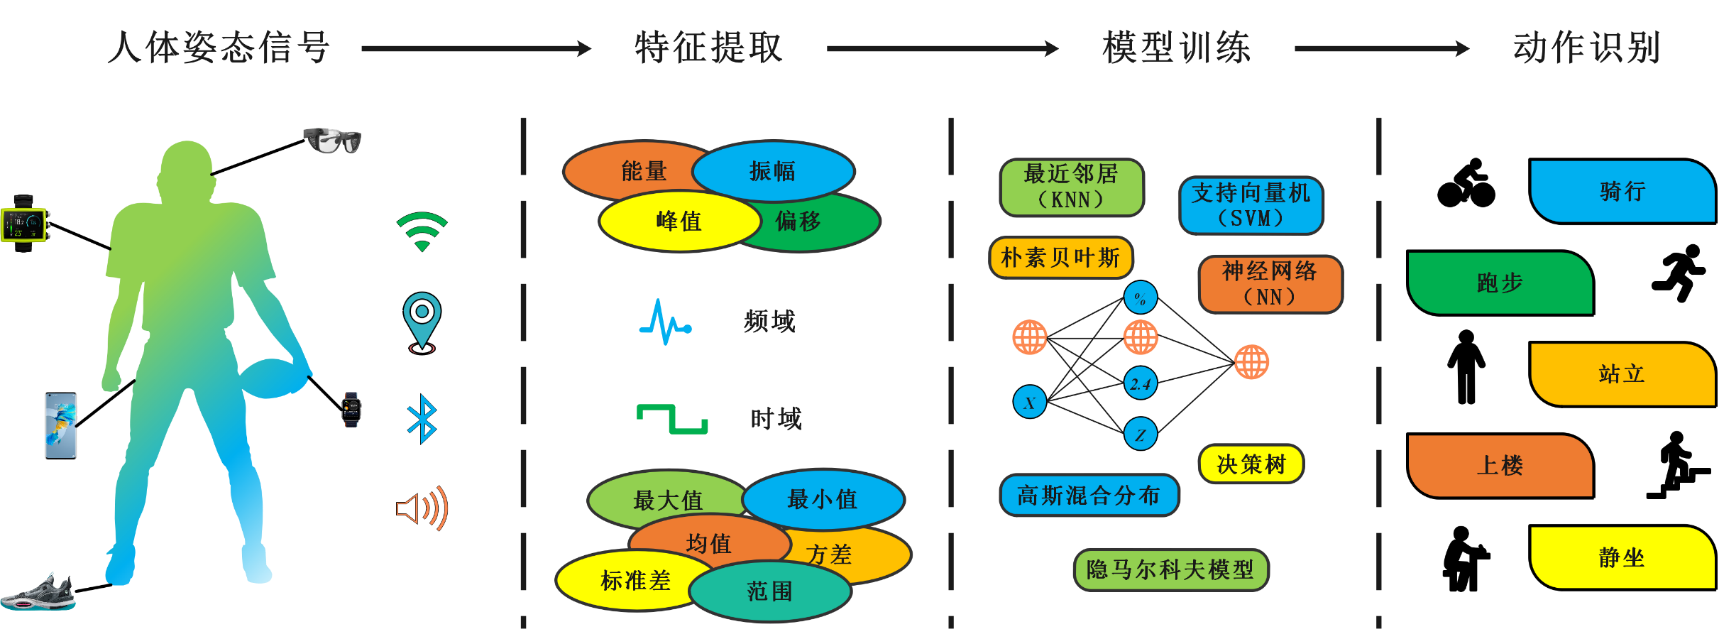 人体姿态信号
特征提取
模型训练
动作识别
能量
振幅
峰值
偏移
频域
时域
最大值
最小值
均值
方差
标准差
范围
最近邻居
（KNN）
支持向量机
（SVM）
朴素贝叶斯
神经网络
（NN）
%
X
2.4
Z
决策树
高斯混合分布
隐马尔科夫模型
骑行
跑步
站立
上楼
静坐